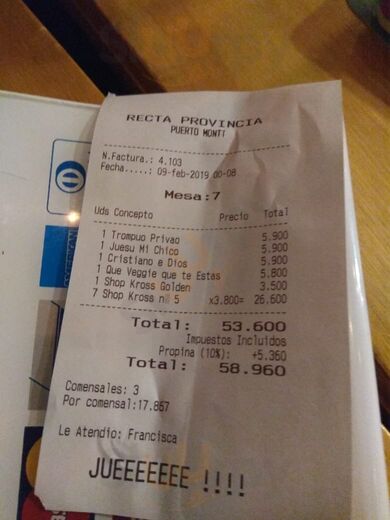 RECTA PROVINCIA
PUERTO MONTT
N.Factura.: 4.103
Fecha.....: 09-feb-2019 00-08
Mesa:7
Uds Concepto Precio Total
1 Trompuo Privao 5.900
1 Juesu Mi Chico 5.900
1 Cristiano e Dios 5.900
1 Que Veggie que te Estas 5.800
1 Shop Kross Golden 3.500
7 Shop Kross nº 5 x3.800= 26.600
Total: 53.600
Impuestos Incluidos
Propina (10%): +5.360
Total: 58.960
Comensales: 3
Por comensal:17.867
Le Atendio: Francisca
JUEEEEEEE !!!!